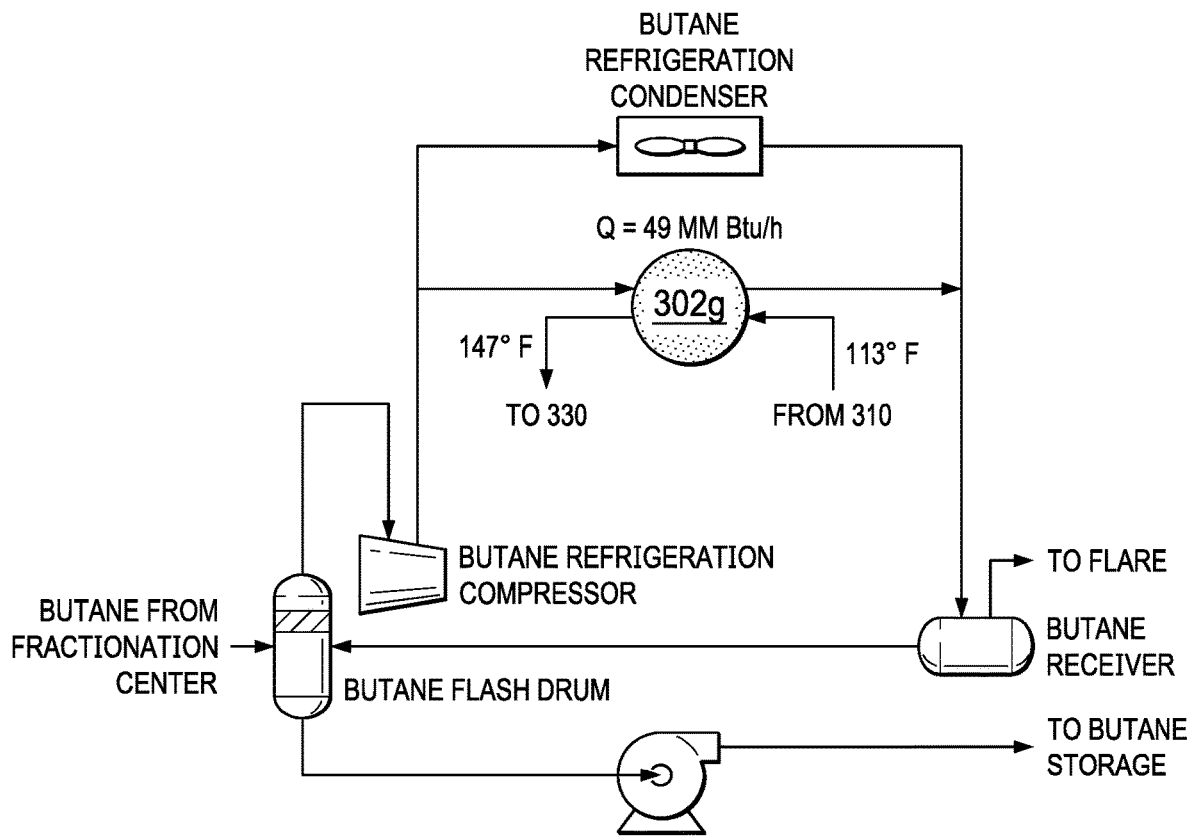 BUTANE
REFRIGERATION
CONDENSER
Q = 49 MM Btu/h
302g
147° F
113° F
TO 330
FROM 310
BUTANE REFRIGERATION
COMPRESSOR
TO FLARE
BUTANE FROM
FRACTIONATION
CENTER
BUTANE
RECEIVER
BUTANE FLASH DRUM
TO BUTANE
STORAGE